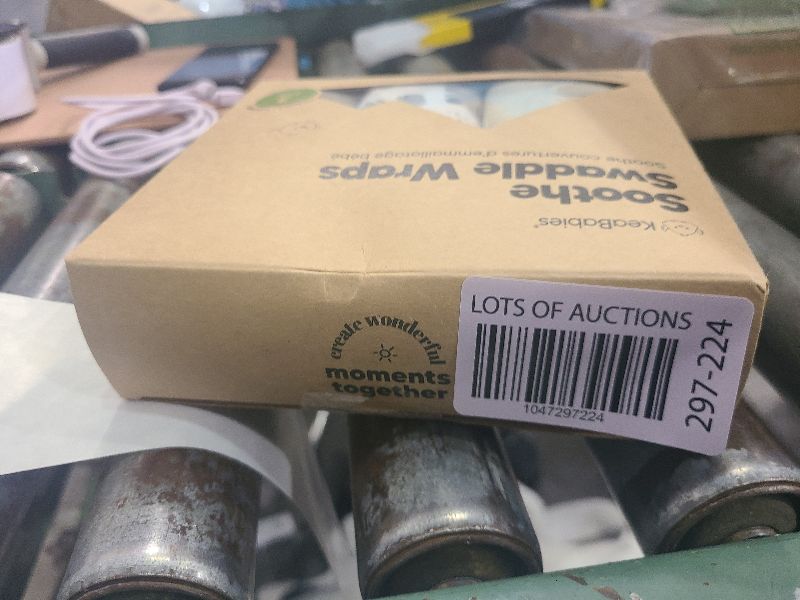 KeaBabies®
Soothe
Swaddle Wraps
Soothe couvertures d'emmaillotage bébé
create wonderful
moments
together
LOTS OF AUCTIONS
1047297224
297-224